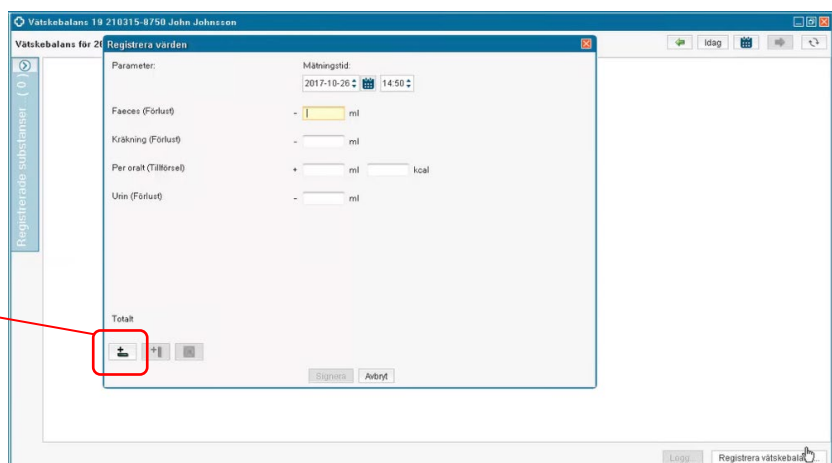 Vätskebalans 19 210315-8750 John Johnsson
Vätskebalans för 20
Idag
Registrera värden
Registrerade substanser... ( 0 )
Parameter:
Mätningstid:
2017-10-26
14:50
Faeces (Förlust)
- ml
Kräkning (Förlust)
- ml
Per oralt (Tillförsel)
+ ml kcal
Urin (Förlust)
- ml
Totalt
Signera
Avbryt
Logg...
Registrera vätskebalans...